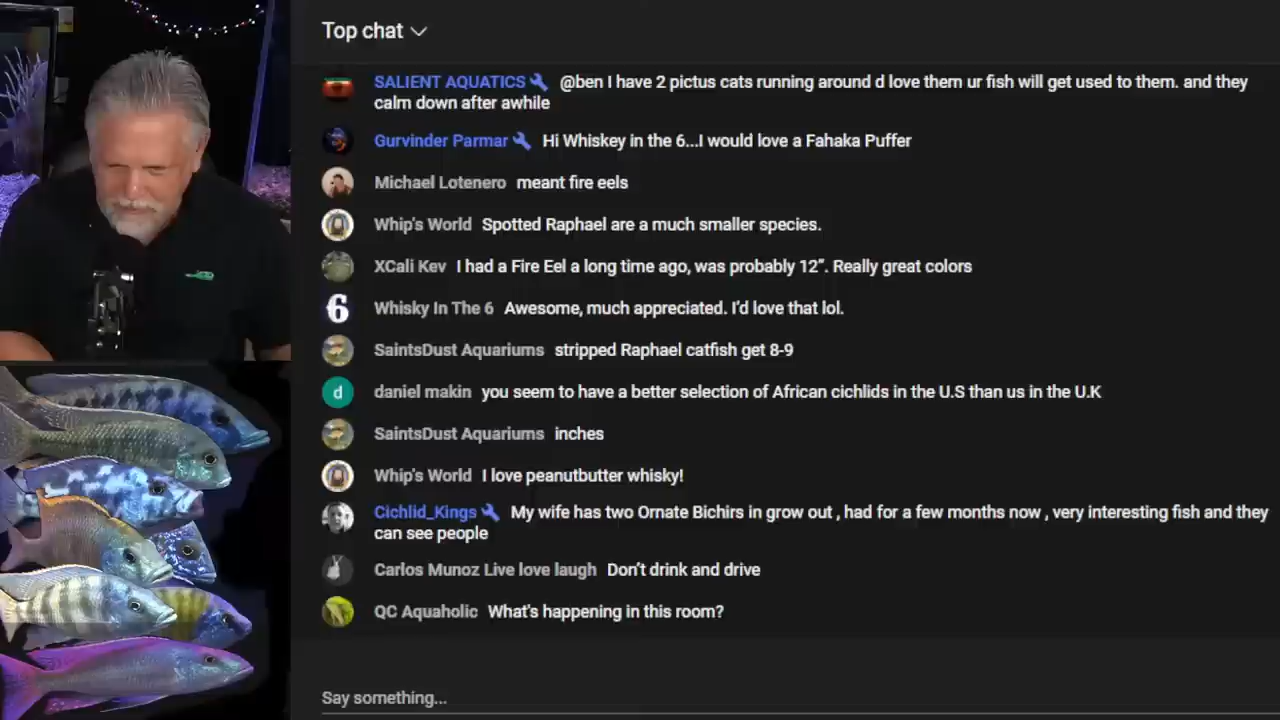 Top chat
SALIENT AQUATICS @ben I have 2 pictus cats running around d love them ur fish will get used to them. and they
calm down after awhile
Gurvinder Parmar Hi Whiskey in the 6...I would love a Fahaka Puffer
Michael Lotenero meant fire eels
Whip's World Spotted Raphael are a much smaller species.
XCali Kev I had a Fire Eel a long time ago, was probably 12”. Really great colors
6 Whisky In The 6 Awesome, much appreciated. I'd love that lol.
SaintsDust Aquariums stripped Raphael catfish get 8-9
d daniel makin you seem to have a better selection of African cichlids in the U.S than us in the U.K
SaintsDust Aquariums inches
Whip's World I love peanutbutter whisky!
Cichlid_Kings My wife has two Ornate Bichirs in grow out , had for a few months now , very interesting fish and they
can see people
Carlos Munoz Live love laugh Don't drink and drive
QC Aquaholic What's happening in this room?
Say something...